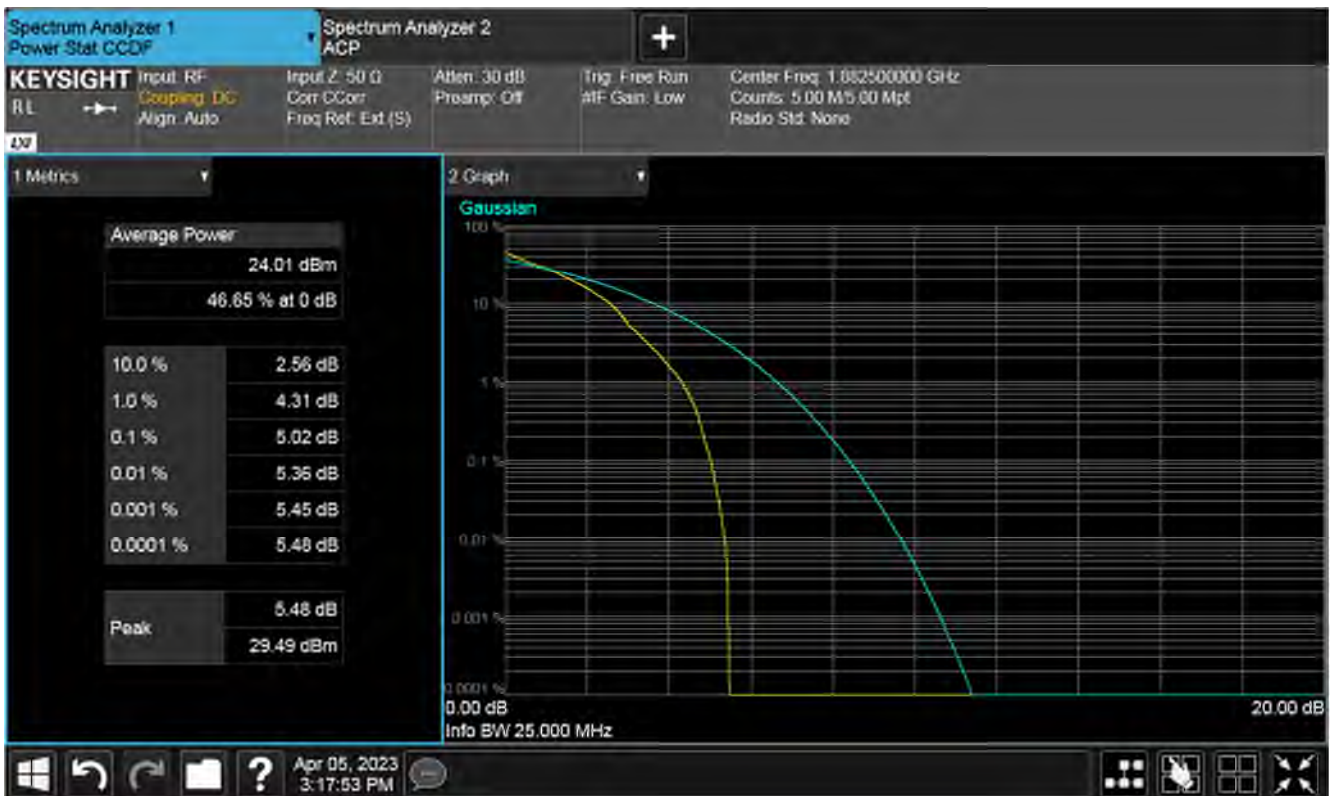 Spectrum Analyzer 1
Power Stat CCDF
Spectrum Analyzer 2
ACP
KEYSIGHT
RL
Input: RF
Coupling: DC
Align: Auto
Input Z: 50 Ω
Corr CCorr
Freq Ref: Ext (S)
Atten: 30 dB
Preamp: Off
Trig: Free Run
#IF Gain: Low
Center Freq: 1.882500000 GHz
Counts: 5.00 M/5.00 Mpt
Radio Std: None
1 Metrics
Average Power
24.01 dBm
46.65 % at 0 dB
10.0 % 2.56 dB
1.0 % 4.31 dB
0.1 % 5.02 dB
0.01 % 5.36 dB
0.001 % 5.45 dB
0.0001 % 5.48 dB
Peak
5.48 dB
29.49 dBm
2 Graph
Gaussian
100 %
10 %
1 %
0.1 %
0.01 %
0.001 %
0.0001 %
0.00 dB
20.00 dB
Info BW 25.000 MHz
?
Apr 05, 2023
3:17:53 PM